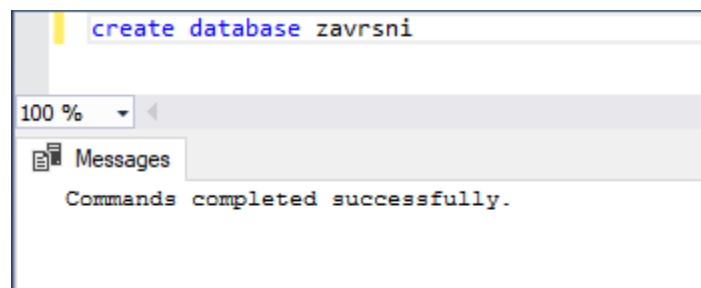 create database zavrsni
100 %
Messages
Commands completed successfully.